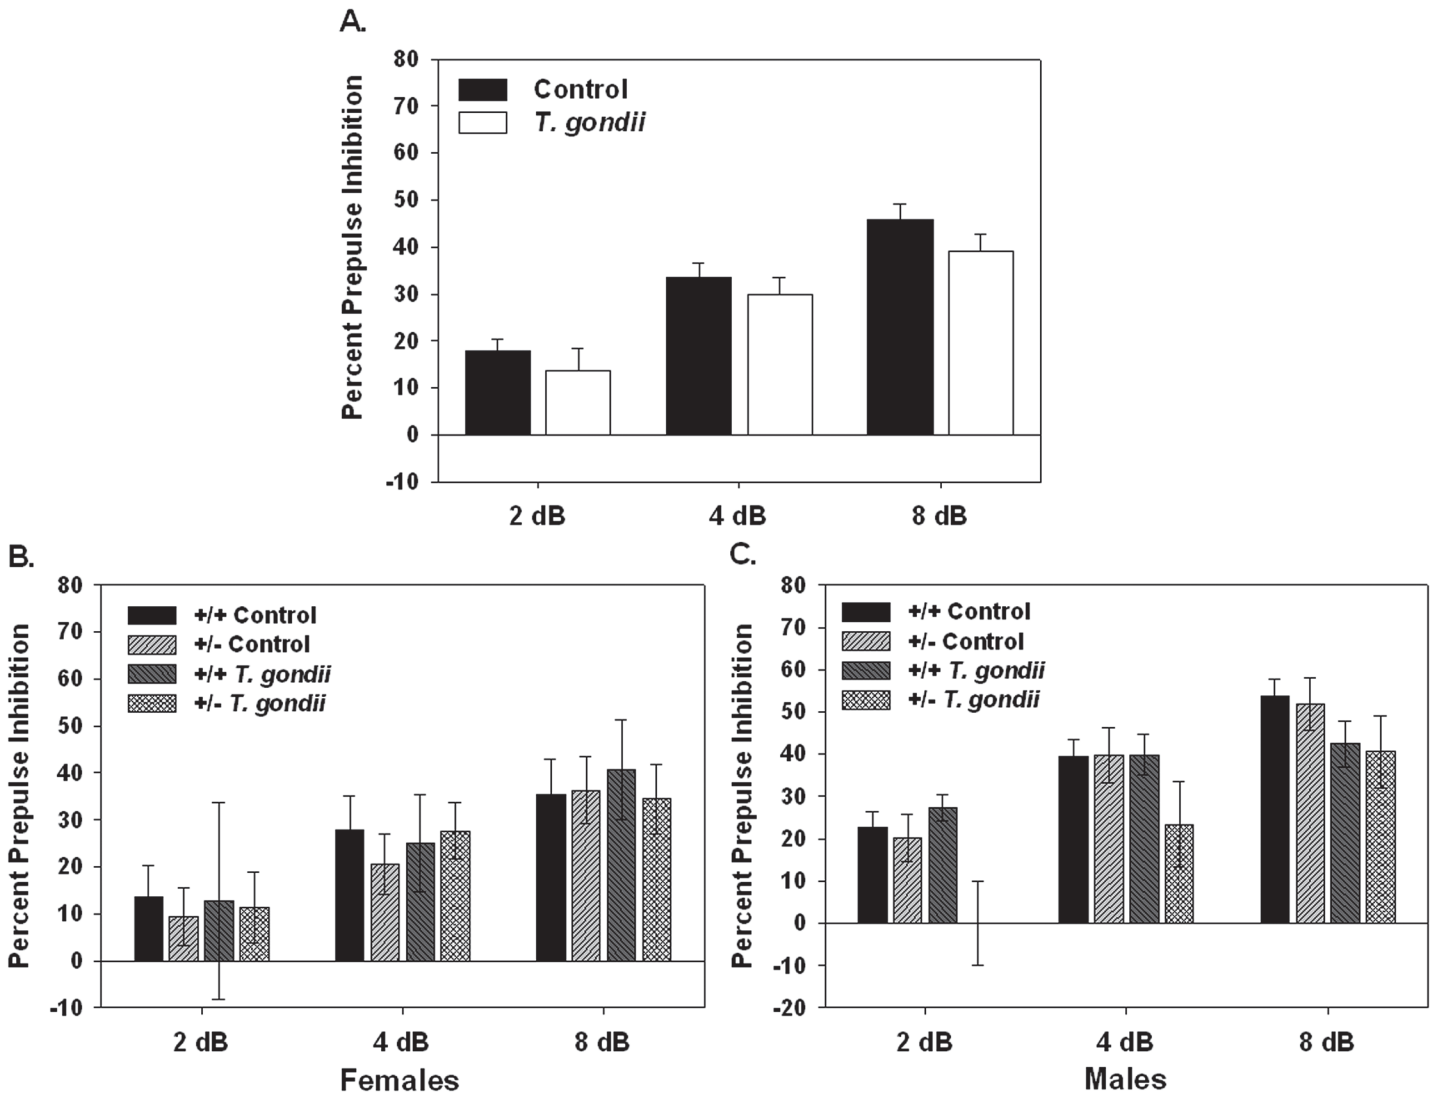 A.
Percent Prepulse Inhibition
80
70
60
50
40
30
20
10
0
-10
Control
T. gondii
2 dB 4 dB 8 dB
B.
Percent Prepulse Inhibition
80
70
60
50
40
30
20
10
0
-10
+/+ Control
+/- Control
+/+ T. gondii
+/- T. gondii
2 dB 4 dB 8 dB
Females
C.
Percent Prepulse Inhibition
80
70
60
50
40
30
20
10
0
-10
-20
+/+ Control
+/- Control
+/+ T. gondii
+/- T. gondii
2 dB 4 dB 8 dB
Males